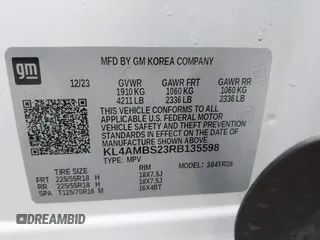 gm
MFD BY GM KOREA COMPANY
12/23 GVWR GAWR FRT GAWR RR
1910 KG 1060 KG 1060 KG
4211 LB 2336 LB 2336 LB
THIS VEHICLE CONFORMS TO ALL
APPLICABLE U.S. FEDERAL MOTOR
VEHICLE SAFETY, BUMPER, AND
THEFT PREVENTION STANDARDS IN
EFFECT ON THE DATE OF
MANUFACTURE SHOWN ABOVE.
KL4AMBS23RB135598
TYPE: MPV MODEL: 384TR26
TIRE SIZE RIM
FRT 225/55R18 H 18X7.5J
RR 225/55R18 H 18X7.5J
SPA T125/70R16 M 16X4BT
DREAMBID